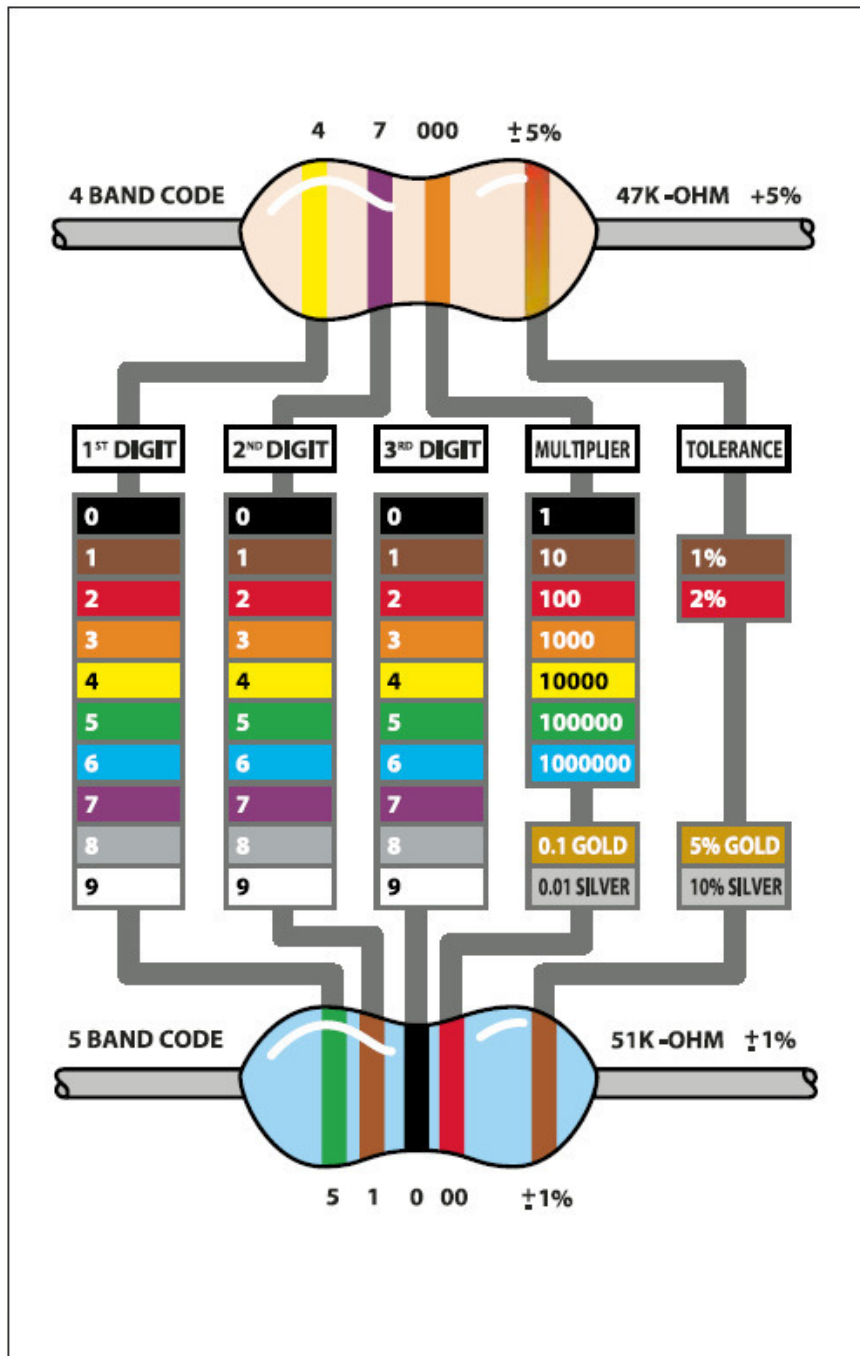 4 7 000 ±5%
4 BAND CODE 47K-OHM +5%
1ST DIGIT 2ND DIGIT 3RD DIGIT MULTIPLIER TOLERANCE
0 0 0 1
1 1 1 10 1%
2 2 2 100 2%
3 3 3 1000
4 4 4 10000
5 5 5 100000
6 6 6 1000000
7 7 7
8 8 8 0.1 GOLD 5% GOLD
9 9 9 0.01 SILVER 10% SILVER
5 BAND CODE 51K-OHM ±1%
5 1 0 00 ±1%